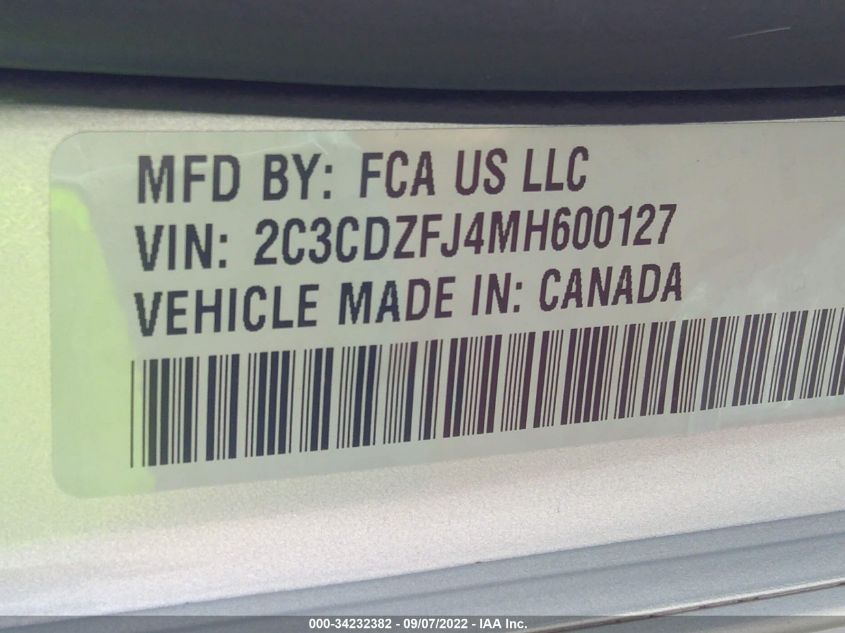 MFD BY: FCA US LLC
VIN: 2C3CDZFJ4MH600127
VEHICLE MADE IN: CANADA
000-34232382 - 09/07/2022 - IAA Inc.